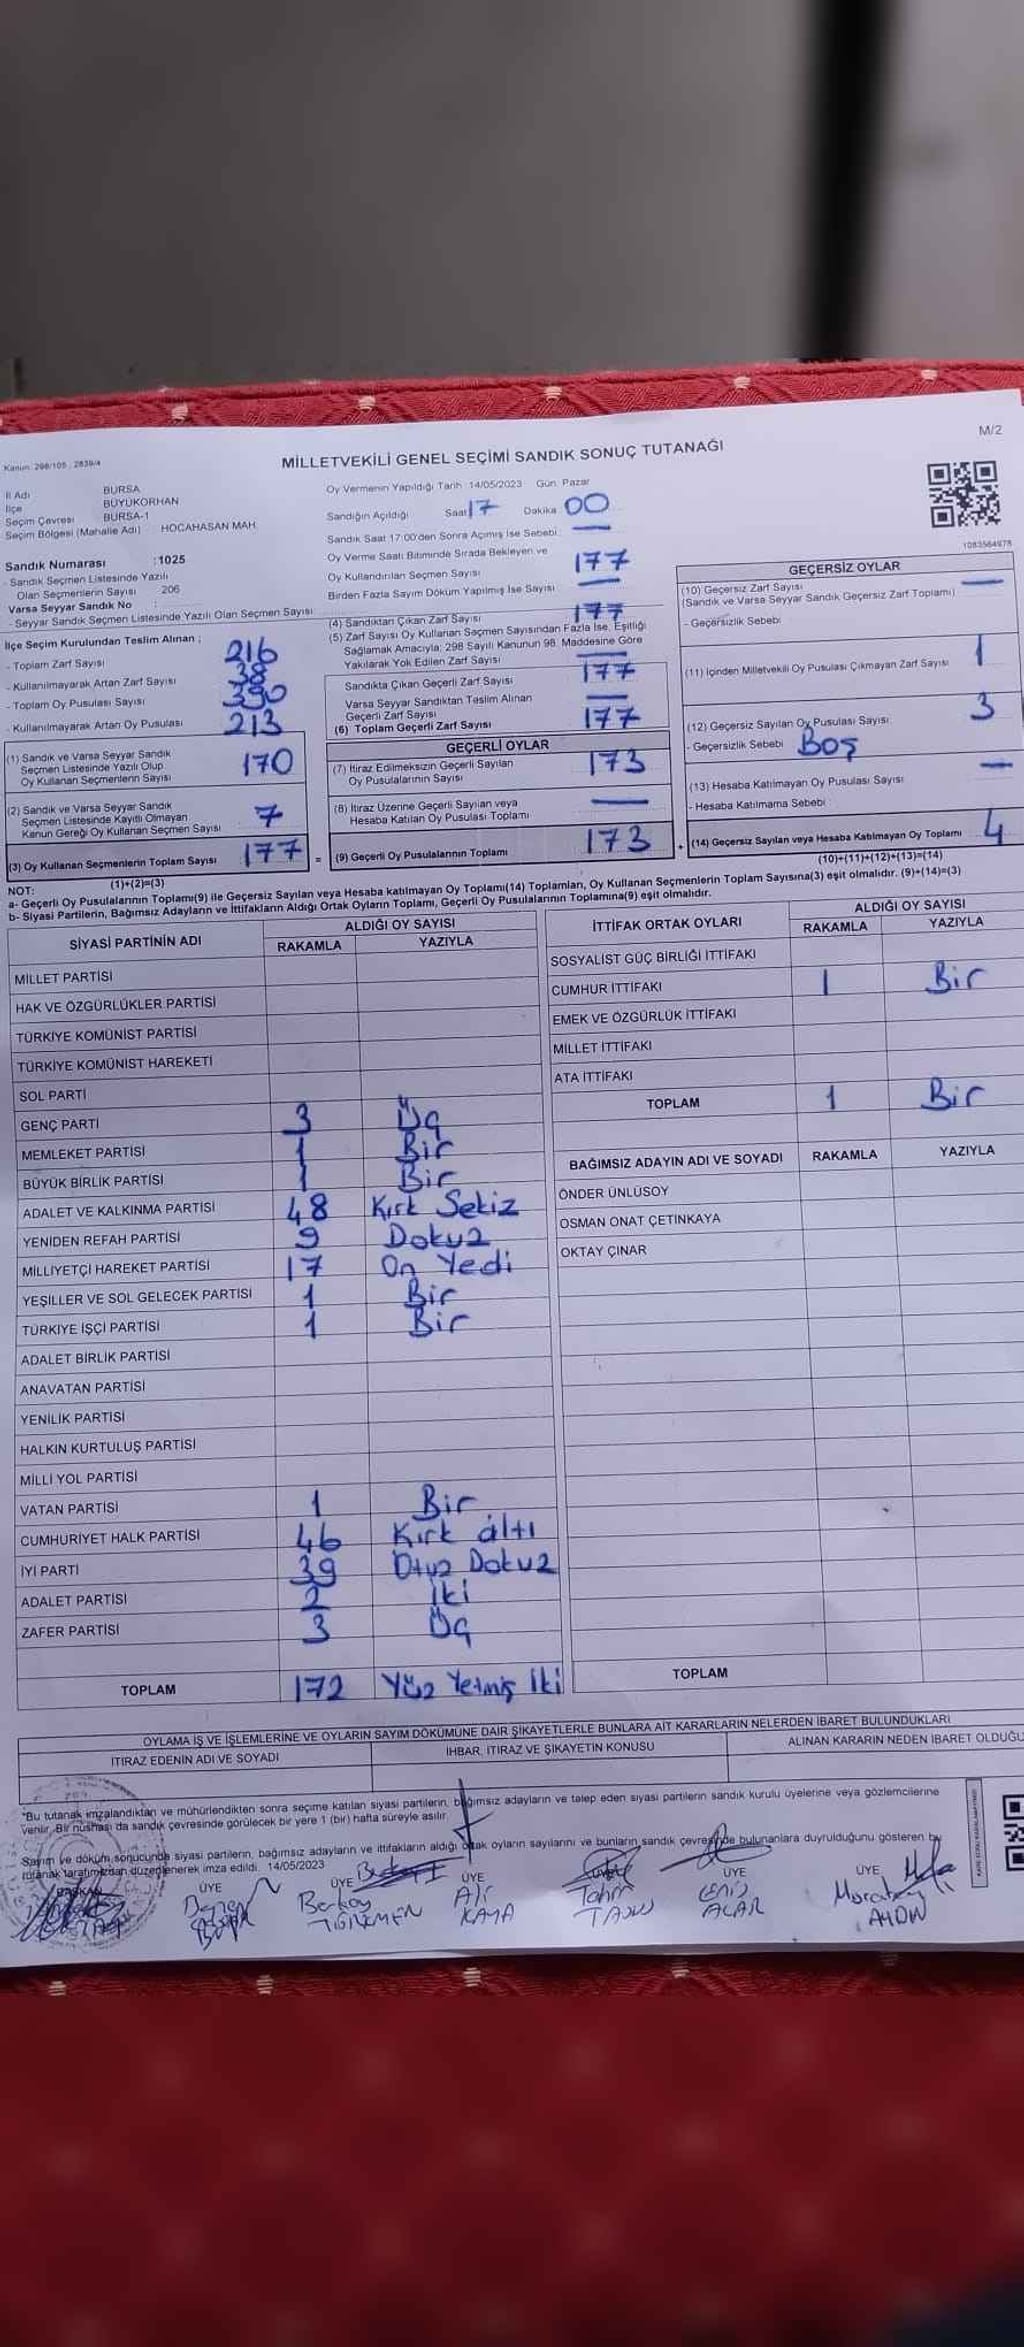 M/2
Kanun: 298/105, 2839/4
MİLLETVEKİLİ GENEL SEÇİMİ SANDIK SONUÇ TUTANAĞI
İl Adı BURSA
İlçe BÜYÜKORHAN
Seçim Çevresi BURSA-1
Seçim Bölgesi (Mahalle Adı) HOCAHASAN MAH.
Oy Vermenin Yapıldığı Tarih :14/05/2023 Gün: Pazar
Sandığın Açıldığı Saat 17 Dakika 00
Sandık Saat 17:00'den Sonra Açımış İse Sebebi: —
Oy Verme Saati Bitiminde Sırada Bekleyen ve
Oy Kullandırılan Seçmen Sayısı 177
Birden Fazla Sayım Döküm Yapılmış İse Sayısı —
1083564978
Sandık Numarası :1025
- Sandık Seçmen Listesinde Yazılı
Olan Seçmenlerin Sayısı 206
Varsa Seyyar Sandık No :
- Seyyar Sandık Seçmen Listesinde Yazılı Olan Seçmen Sayısı:
İlçe Seçim Kurulundan Teslim Alınan ;
- Toplam Zarf Sayısı 216
- Kullanılmayarak Artan Zarf Sayısı 38
- Toplam Oy Pusulası Sayısı 390
- Kullanılmayarak Artan Oy Pusulası 213
(1) Sandık ve Varsa Seyyar Sandık
Seçmen Listesinde Yazılı Olup
Oy Kullanan Seçmenlerin Sayısı 170
(2) Sandık ve Varsa Seyyar Sandık
Seçmen Listesinde Kayıtlı Olmayan
Kanun Gereği Oy Kullanan Seçmen Sayısı 7
(3) Oy Kullanan Seçmenlerin Toplam Sayısı 177 =
(1)+(2)=(3)
(4) Sandıktan Çıkan Zarf Sayısı 177
(5) Zarf Sayısı Oy Kullanan Seçmen Sayısından Fazla İse, Eşitliği
Sağlamak Amacıyla; 298 Sayılı Kanunun 98. Maddesine Göre
Yakılarak Yok Edilen Zarf Sayısı —
Sandıkta Çıkan Geçerli Zarf Sayısı 177
Varsa Seyyar Sandıktan Teslim Alınan
Geçerli Zarf Sayısı —
(6) Toplam Geçerli Zarf Sayısı 177
GEÇERLİ OYLAR
(7) İtiraz Edilmeksizin Geçerli Sayılan
Oy Pusulalarının Sayısı 173
(8) İtiraz Üzerine Geçerli Sayılan veya
Hesaba Katılan Oy Pusulası Toplamı —
(9) Geçerli Oy Pusulalarının Toplamı 173 +
GEÇERSİZ OYLAR
(10) Geçersiz Zarf Sayısı —
(Sandık ve Varsa Seyyar Sandık Geçersiz Zarf Toplamı)
- Geçersizlik Sebebi:
(11) İçinden Milletvekili Oy Pusulası Çıkmayan Zarf Sayısı 1
(12) Geçersiz Sayılan Oy Pusulası Sayısı: 3
- Geçersizlik Sebebi Boş
(13) Hesaba Katılmayan Oy Pusulası Sayısı: —
- Hesaba Katılmama Sebebi
(14) Geçersiz Sayılan veya Hesaba Katılmayan Oy Toplamı 4
(10)+(11)+(12)+(13)=(14)
NOT:
a- Geçerli Oy Pusulalarının Toplamı(9) ile Geçersiz Sayılan veya Hesaba katılmayan Oy Toplamı(14) Toplamları, Oy Kullanan Seçmenlerin Toplam Sayısına(3) eşit olmalıdır. (9)+(14)=(3)
b- Siyasi Partilerin, Bağımsız Adayların ve İttifakların Aldığı Ortak Oyların Toplamı, Geçerli Oy Pusulalarının Toplamına(9) eşit olmalıdır.
SİYASİ PARTİNİN ADI ALDIĞI OY SAYISI
RAKAMLA YAZIYLA
MİLLET PARTİSİ
HAK VE ÖZGÜRLÜKLER PARTİSİ
TÜRKİYE KOMÜNİST PARTİSİ
TÜRKİYE KOMÜNİST HAREKETİ
SOL PARTİ
GENÇ PARTİ 3 Üç
MEMLEKET PARTİSİ 1 Bir
BÜYÜK BİRLİK PARTİSİ 1 Bir
ADALET VE KALKINMA PARTİSİ 48 Kırk Sekiz
YENİDEN REFAH PARTİSİ 9 Dokuz
MİLLİYETÇİ HAREKET PARTİSİ 17 On Yedi
YEŞİLLER VE SOL GELECEK PARTİSİ 1 Bir
TÜRKİYE İŞÇİ PARTİSİ 1 Bir
ADALET BİRLİK PARTİSİ
ANAVATAN PARTİSİ
YENİLİK PARTİSİ
HALKIN KURTULUŞ PARTİSİ
MİLLİ YOL PARTİSİ
VATAN PARTİSİ 1 Bir
CUMHURİYET HALK PARTİSİ 46 Kırk altı
İYİ PARTİ 39 Otuz Dokuz
ADALET PARTİSİ 2 İki
ZAFER PARTİSİ 3 Üç
TOPLAM 172 Yüz Yetmiş İki
İTTİFAK ORTAK OYLARI ALDIĞI OY SAYISI
RAKAMLA YAZIYLA
SOSYALİST GÜÇ BİRLİĞİ İTTİFAKI
CUMHUR İTTİFAKI 1 Bir
EMEK VE ÖZGÜRLÜK İTTİFAKI
MİLLET İTTİFAKI
ATA İTTİFAKI
TOPLAM 1 Bir
BAĞIMSIZ ADAYIN ADI VE SOYADI RAKAMLA YAZIYLA
ÖNDER ÜNLÜSOY
OSMAN ONAT ÇETİNKAYA
OKTAY ÇINAR
TOPLAM
OYLAMA İŞ VE İŞLEMLERİNE VE OYLARIN SAYIM DÖKÜMÜNE DAİR ŞİKAYETLERLE BUNLARA AİT KARARLARIN NELERDEN İBARET BULUNDUKLARI
İTİRAZ EDENİN ADI VE SOYADI İHBAR, İTİRAZ VE ŞİKAYETİN KONUSU ALINAN KARARIN NEDEN İBARET OLDUĞU
*Bu tutanak imzalandıktan ve mühürlendikten sonra seçime katılan siyasi partilerin, bağımsız adayların ve talep eden siyasi partilerin sandık kurulu üyelerine veya gözlemcilerine
verilir. Bir nüshası da sandık çevresinde görülecek bir yere 1 (bir) hafta süreyle asılır.
Sayım ve döküm sonucunda siyasi partilerin, bağımsız adayların ve ittifakların aldığı ortak oyların sayılarını ve bunların sandık çevresinde bulunanlara duyrulduğunu gösteren bu
tutanak tarafımızdan düzenlenerek imza edildi. 14/05/2023
BAŞKAN ÜYE ÜYE ÜYE ÜYE ÜYE
Berkay
Ali KAYA
Tahir
ACAR
AYDIN